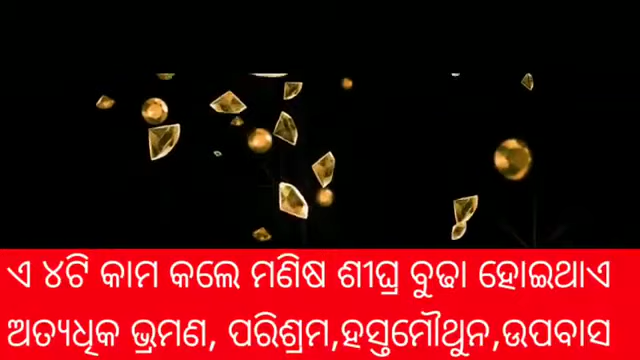 ଏ ୪ଟି କାମ କଲେ ମଣିଷ ଶୀଘ୍ର ବୁଢା ହୋଇଥାଏ
ଅତ୍ୟଧିକ ଭ୍ରମଣ, ପରିଶ୍ରମ,ହସ୍ତମୌଥୁନ,ଉପବାସ